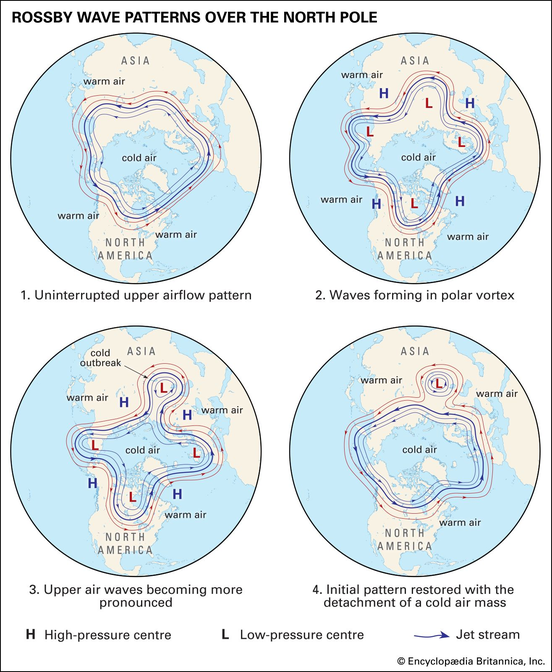 ROSSBY WAVE PATTERNS OVER THE NORTH POLE
ASIA
warm air
cold air
warm air
warm air
NORTH
AMERICA
1. Uninterrupted upper airflow pattern
ASIA
warm air
H
H
L
L
L
cold air
warm air
H
L
H
warm air
NORTH
AMERICA
2. Waves forming in polar vortex
cold
outbreak
ASIA
L
warm air
H
H
warm air
L
cold air
L
H
L
H
warm air
NORTH
AMERICA
3. Upper air waves becoming more
pronounced
ASIA
warm air
L
warm air
cold air
warm air
NORTH
AMERICA
4. Initial pattern restored with the
detachment of a cold air mass
H High-pressure centre
L Low-pressure centre
Jet stream
© Encyclopædia Britannica, Inc.